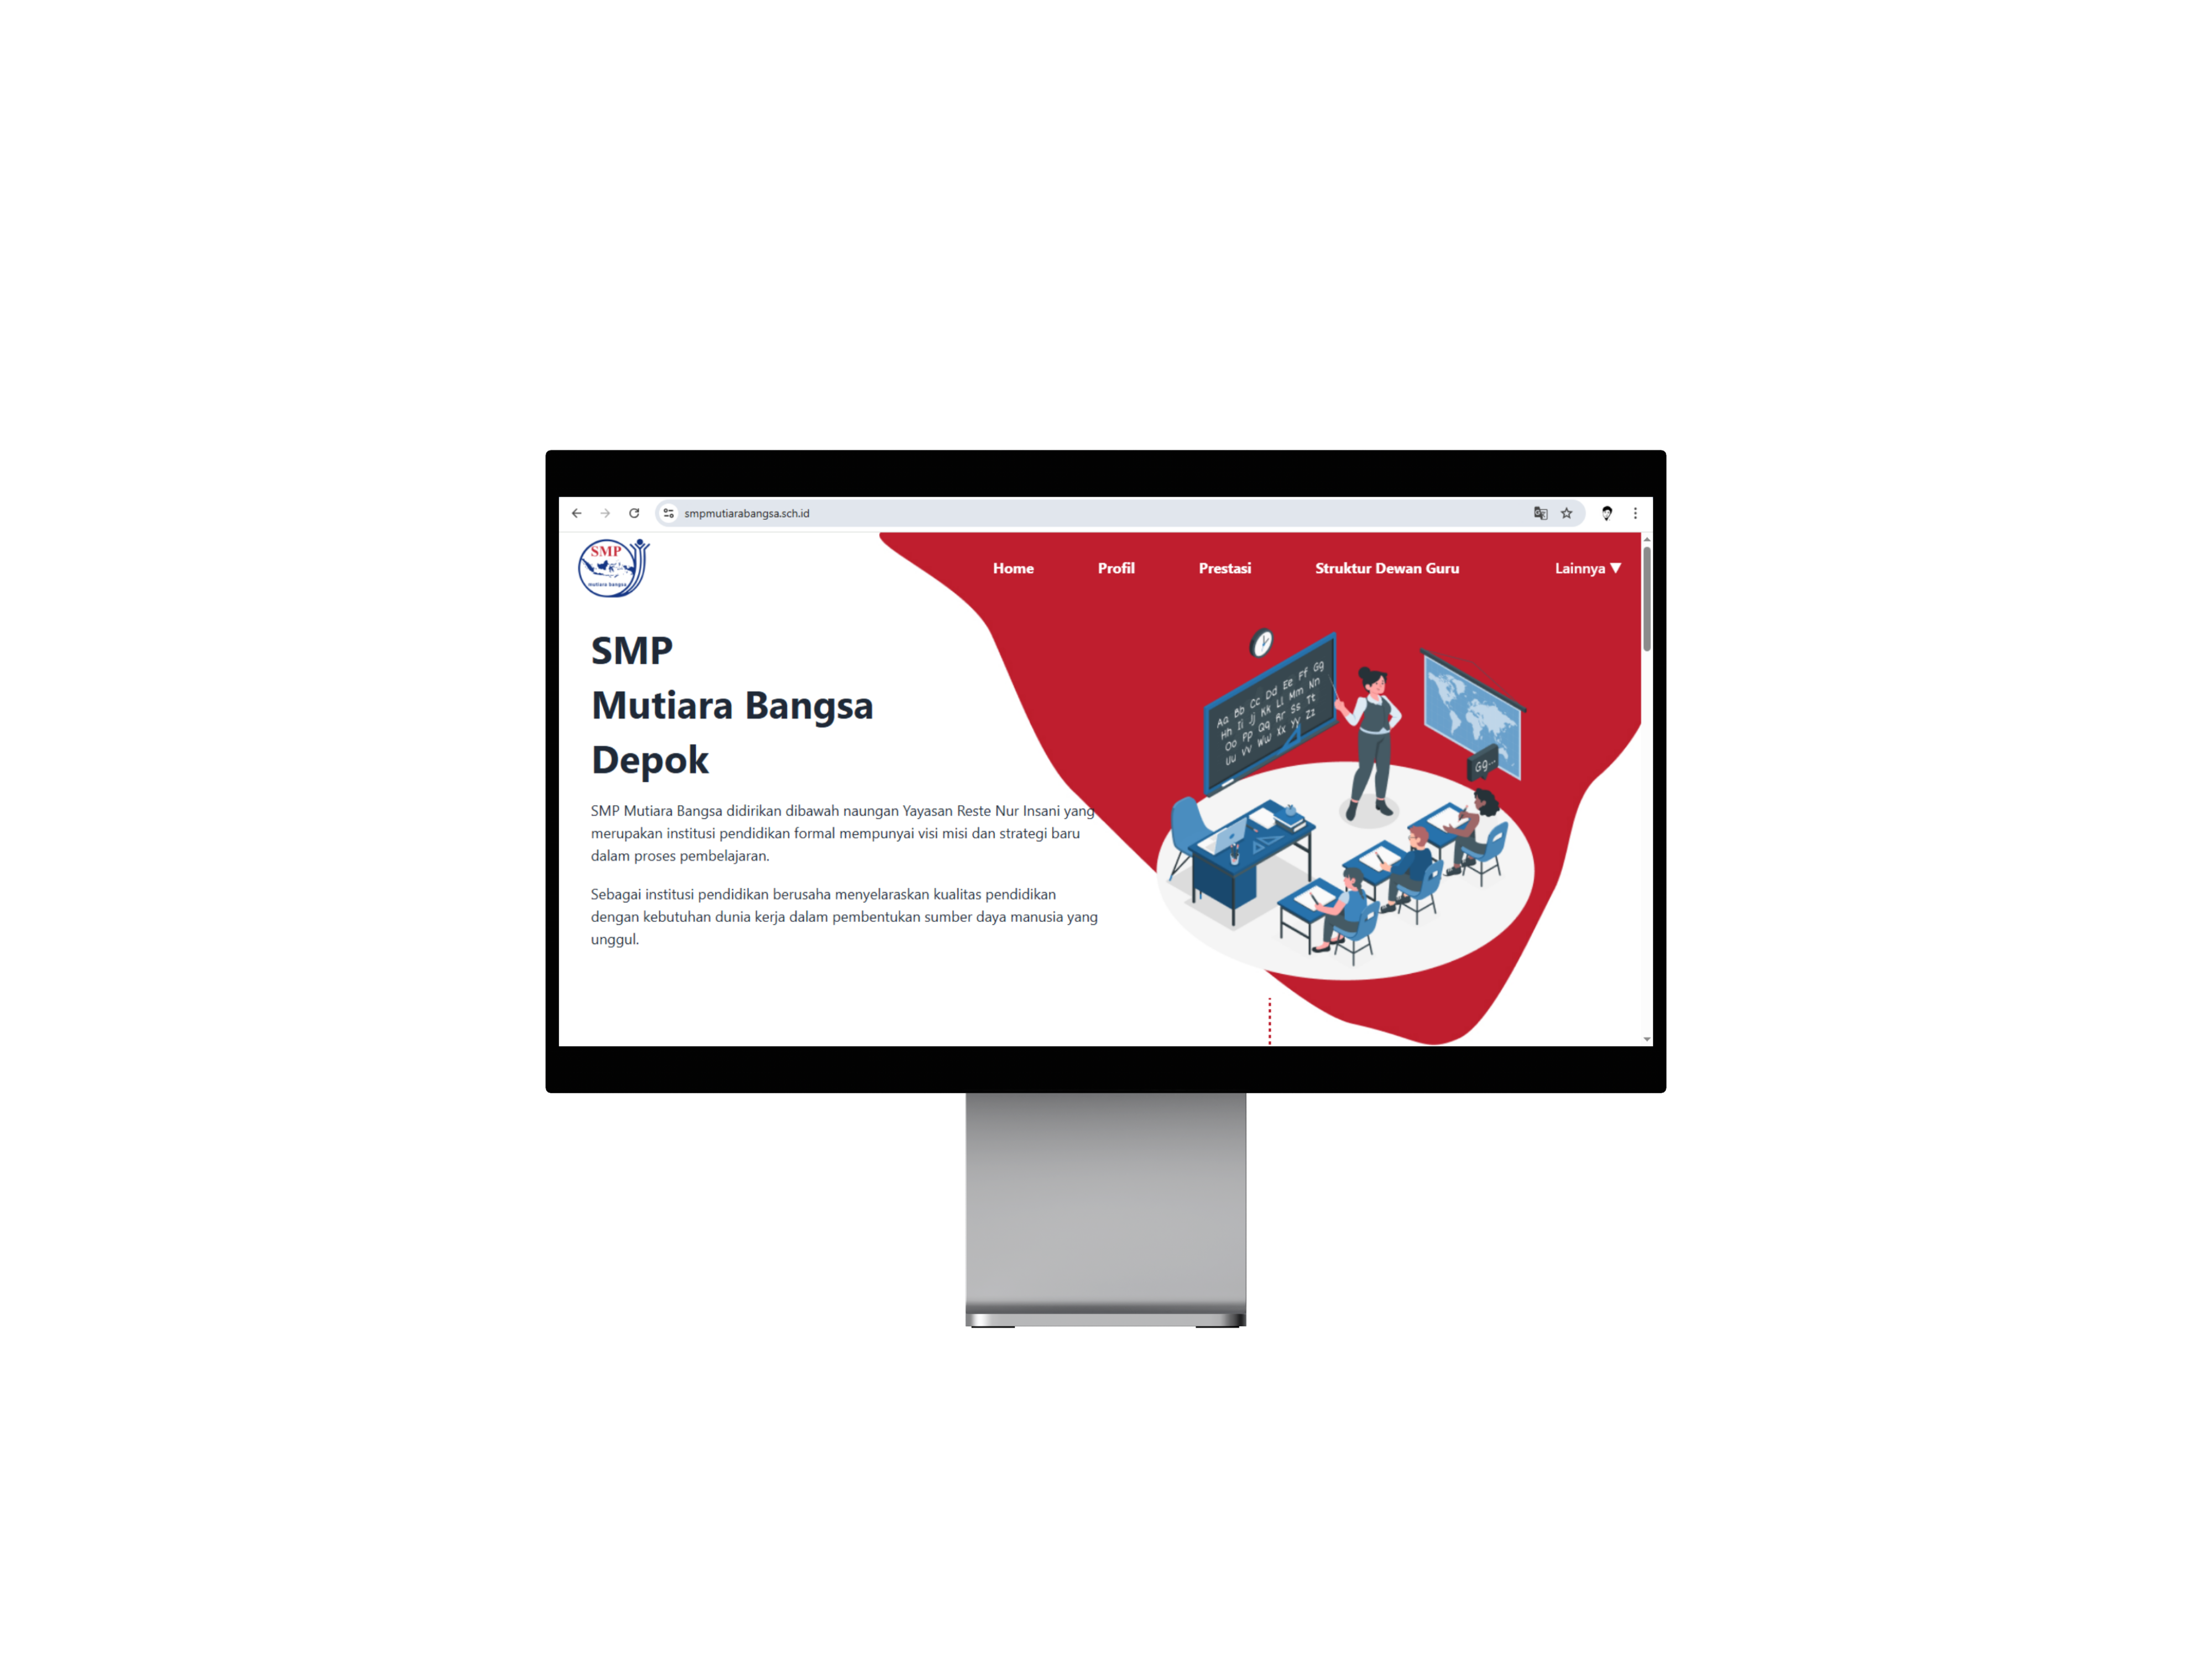 smpmutiarabangsa.sch.id
SMP
mutiara bangsa
Home Profil Prestasi Struktur Dewan Guru Lainnya ▼
SMP
Mutiara Bangsa
Depok
SMP Mutiara Bangsa didirikan dibawah naungan Yayasan Reste Nur Insani yang
merupakan institusi pendidikan formal mempunyai visi misi dan strategi baru
dalam proses pembelajaran.
Sebagai institusi pendidikan berusaha menyelaraskan kualitas pendidikan
dengan kebutuhan dunia kerja dalam pembentukan sumber daya manusia yang
unggul.
Aa Bb Cc Dd Ee Ff Gg
Hh Ii Jj Kk Ll Mm Nn
Oo Pp Qq Rr Ss Tt
Uu Vv Ww Xx Yy Zz
Gg...